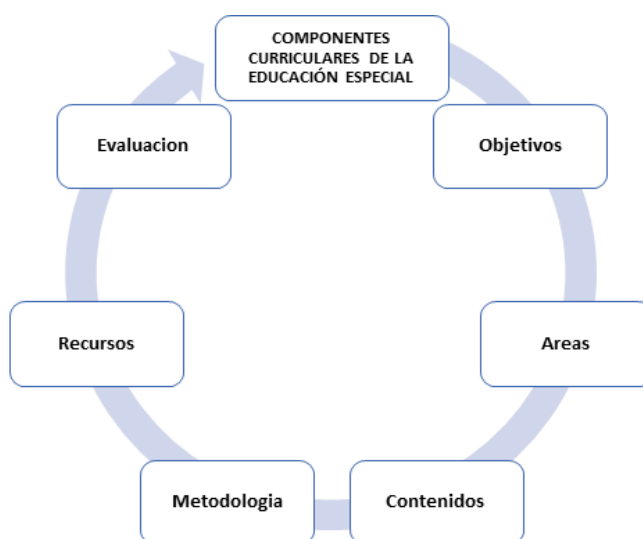 COMPONENTES
CURRICULARES DE LA
EDUCACIÓN ESPECIAL
Objetivos
Areas
Contenidos
Metodologia
Recursos
Evaluacion